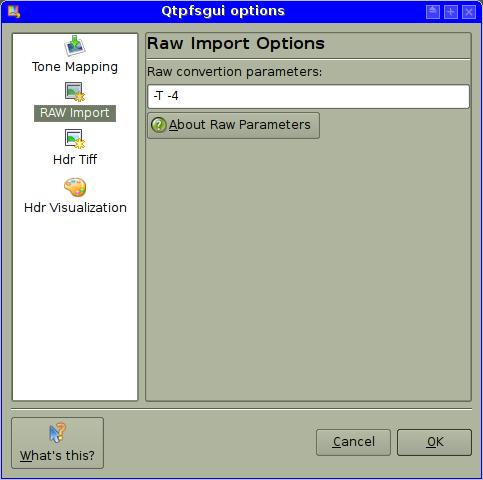 Qtpfsgui options
Tone Mapping
RAW Import
Hdr Tiff
Hdr Visualization
Raw Import Options
Raw convertion parameters:
-T -4
About Raw Parameters
What's this?
Cancel
OK